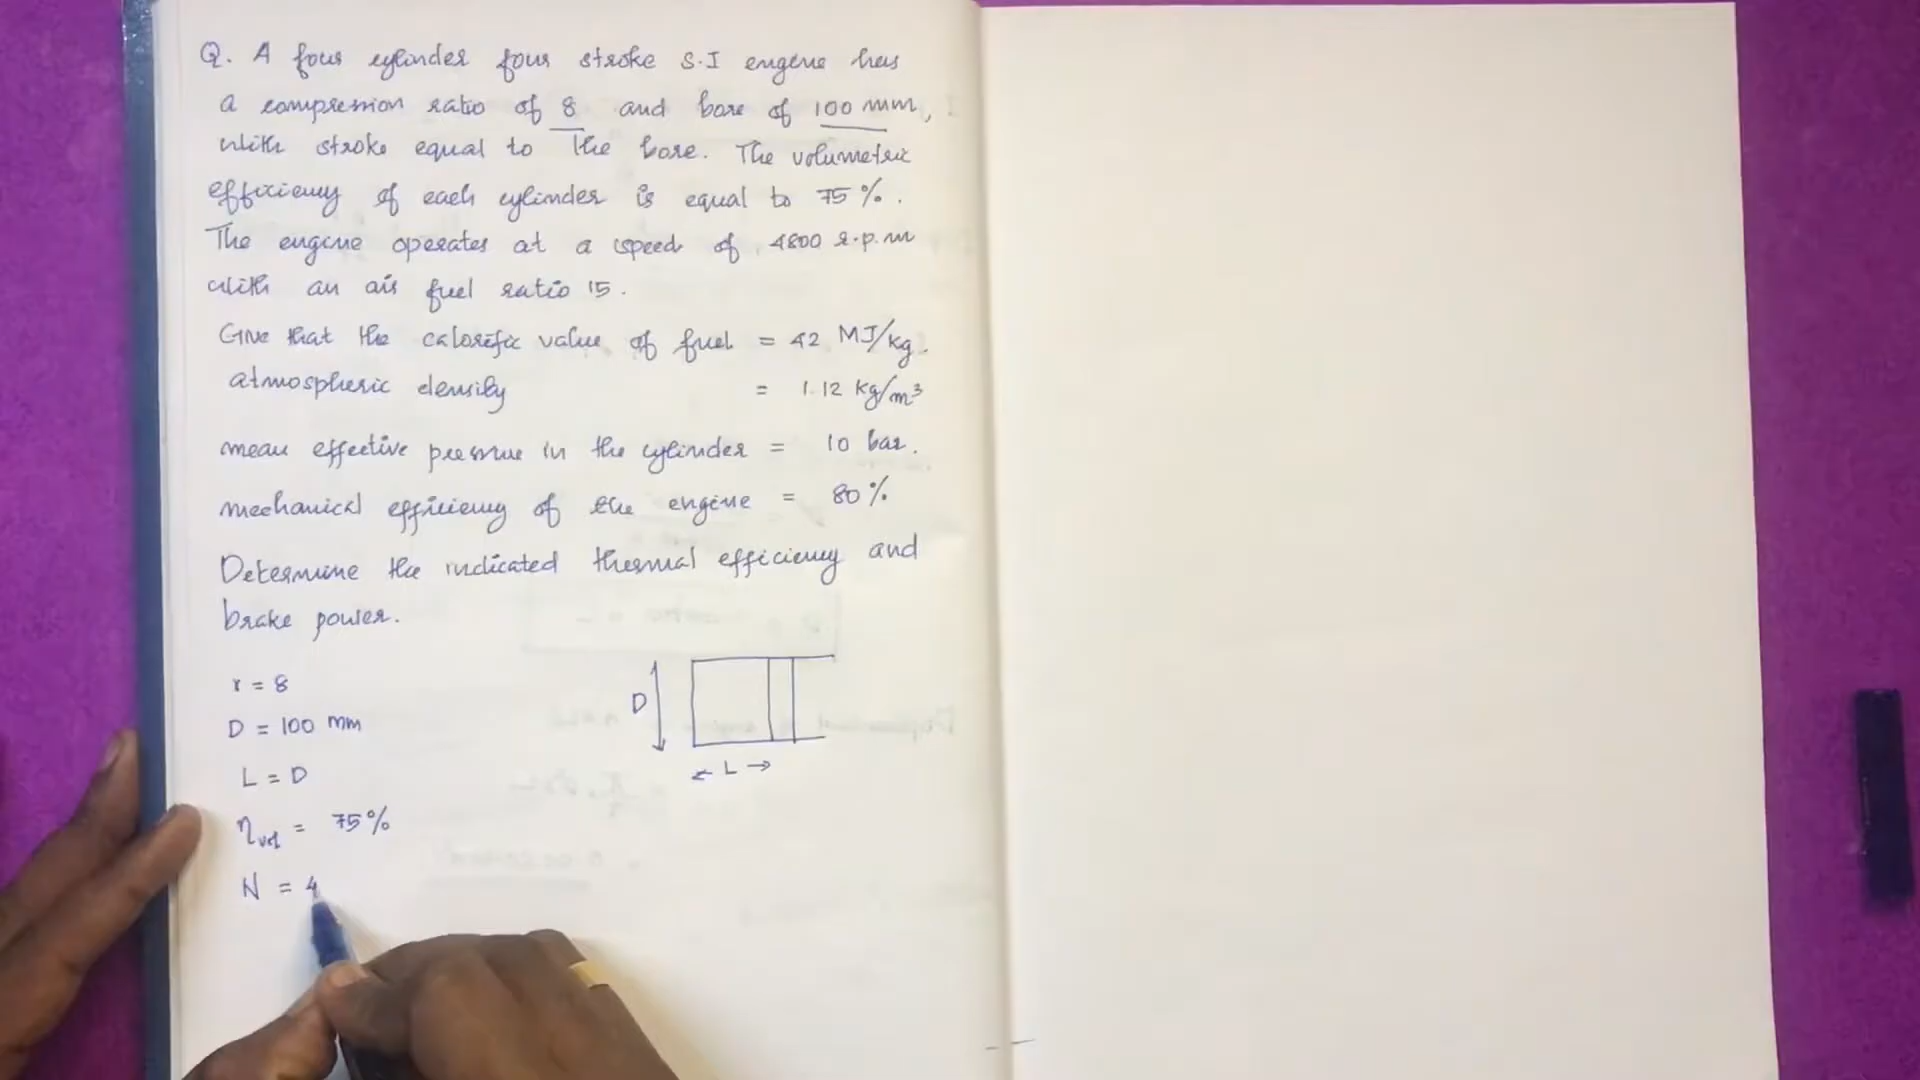 Q. A four cylinder four stroke S.I engine has
a compression ratio of 8 and bore of 100 mm,
with stroke equal to the bore. The volumetric
efficiency of each cylinder is equal to 75%.
The engine operates at a speed of 4800 r.p.m
with an air fuel ratio 15.
Give that the calorific value of fuel = 42 MJ/kg.
atmospheric density = 1.12 kg/m³
mean effective pressure in the cylinder = 10 bar.
mechanical efficiency of the engine = 80%
Determine the indicated thermal efficiency and
brake power.
r = 8
D = 100 mm
L = D
η vol = 75%
N = 4
D
← L →